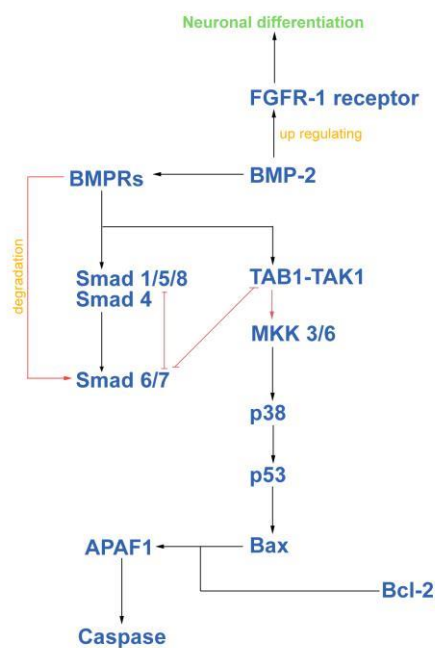 Neuronal differentiation
FGFR-1 receptor
up regulating
BMPRs
BMP-2
degradation
Smad 1/5/8
Smad 4
TAB1-TAK1
MKK 3/6
Smad 6/7
p38
p53
APAF1
Bax
Bcl-2
Caspase